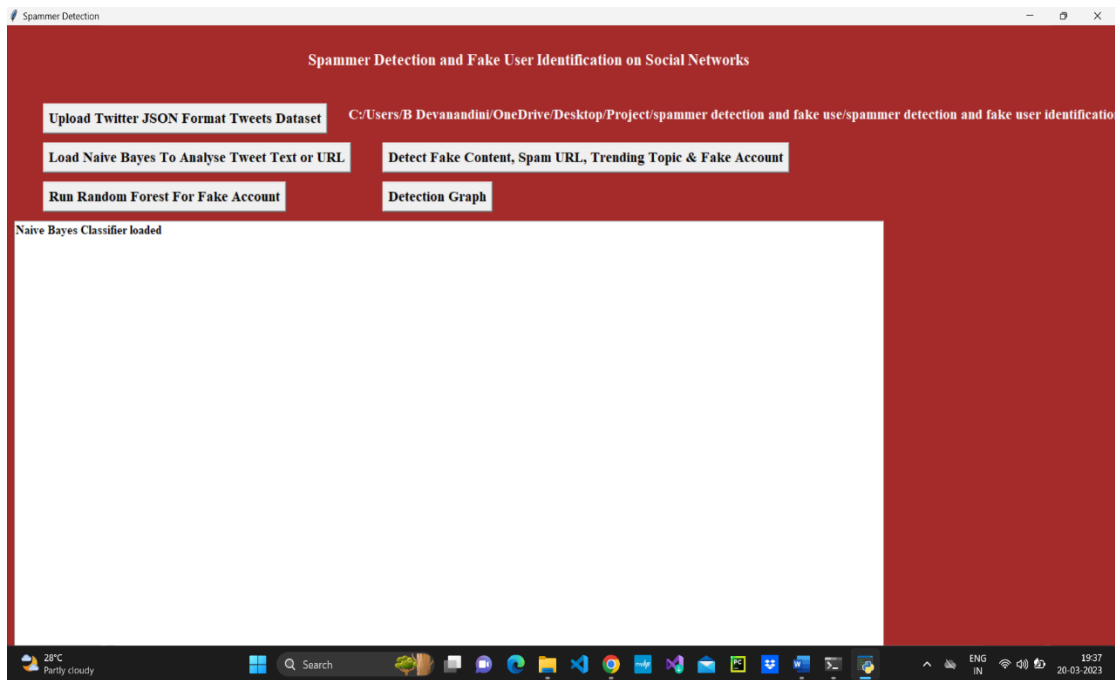 Spammer Detection
Spammer Detection and Fake User Identification on Social Networks
Upload Twitter JSON Format Tweets Dataset
C:/Users/B Devanandini/OneDrive/Desktop/Project/spammer detection and fake use/spammer detection and fake user identificatio
Load Naive Bayes To Analyse Tweet Text or URL
Detect Fake Content, Spam URL, Trending Topic & Fake Account
Run Random Forest For Fake Account
Detection Graph
Naive Bayes Classifier loaded
28°C
Partly cloudy
Search
PC
W
ENG
IN
19:37
20-03-2023